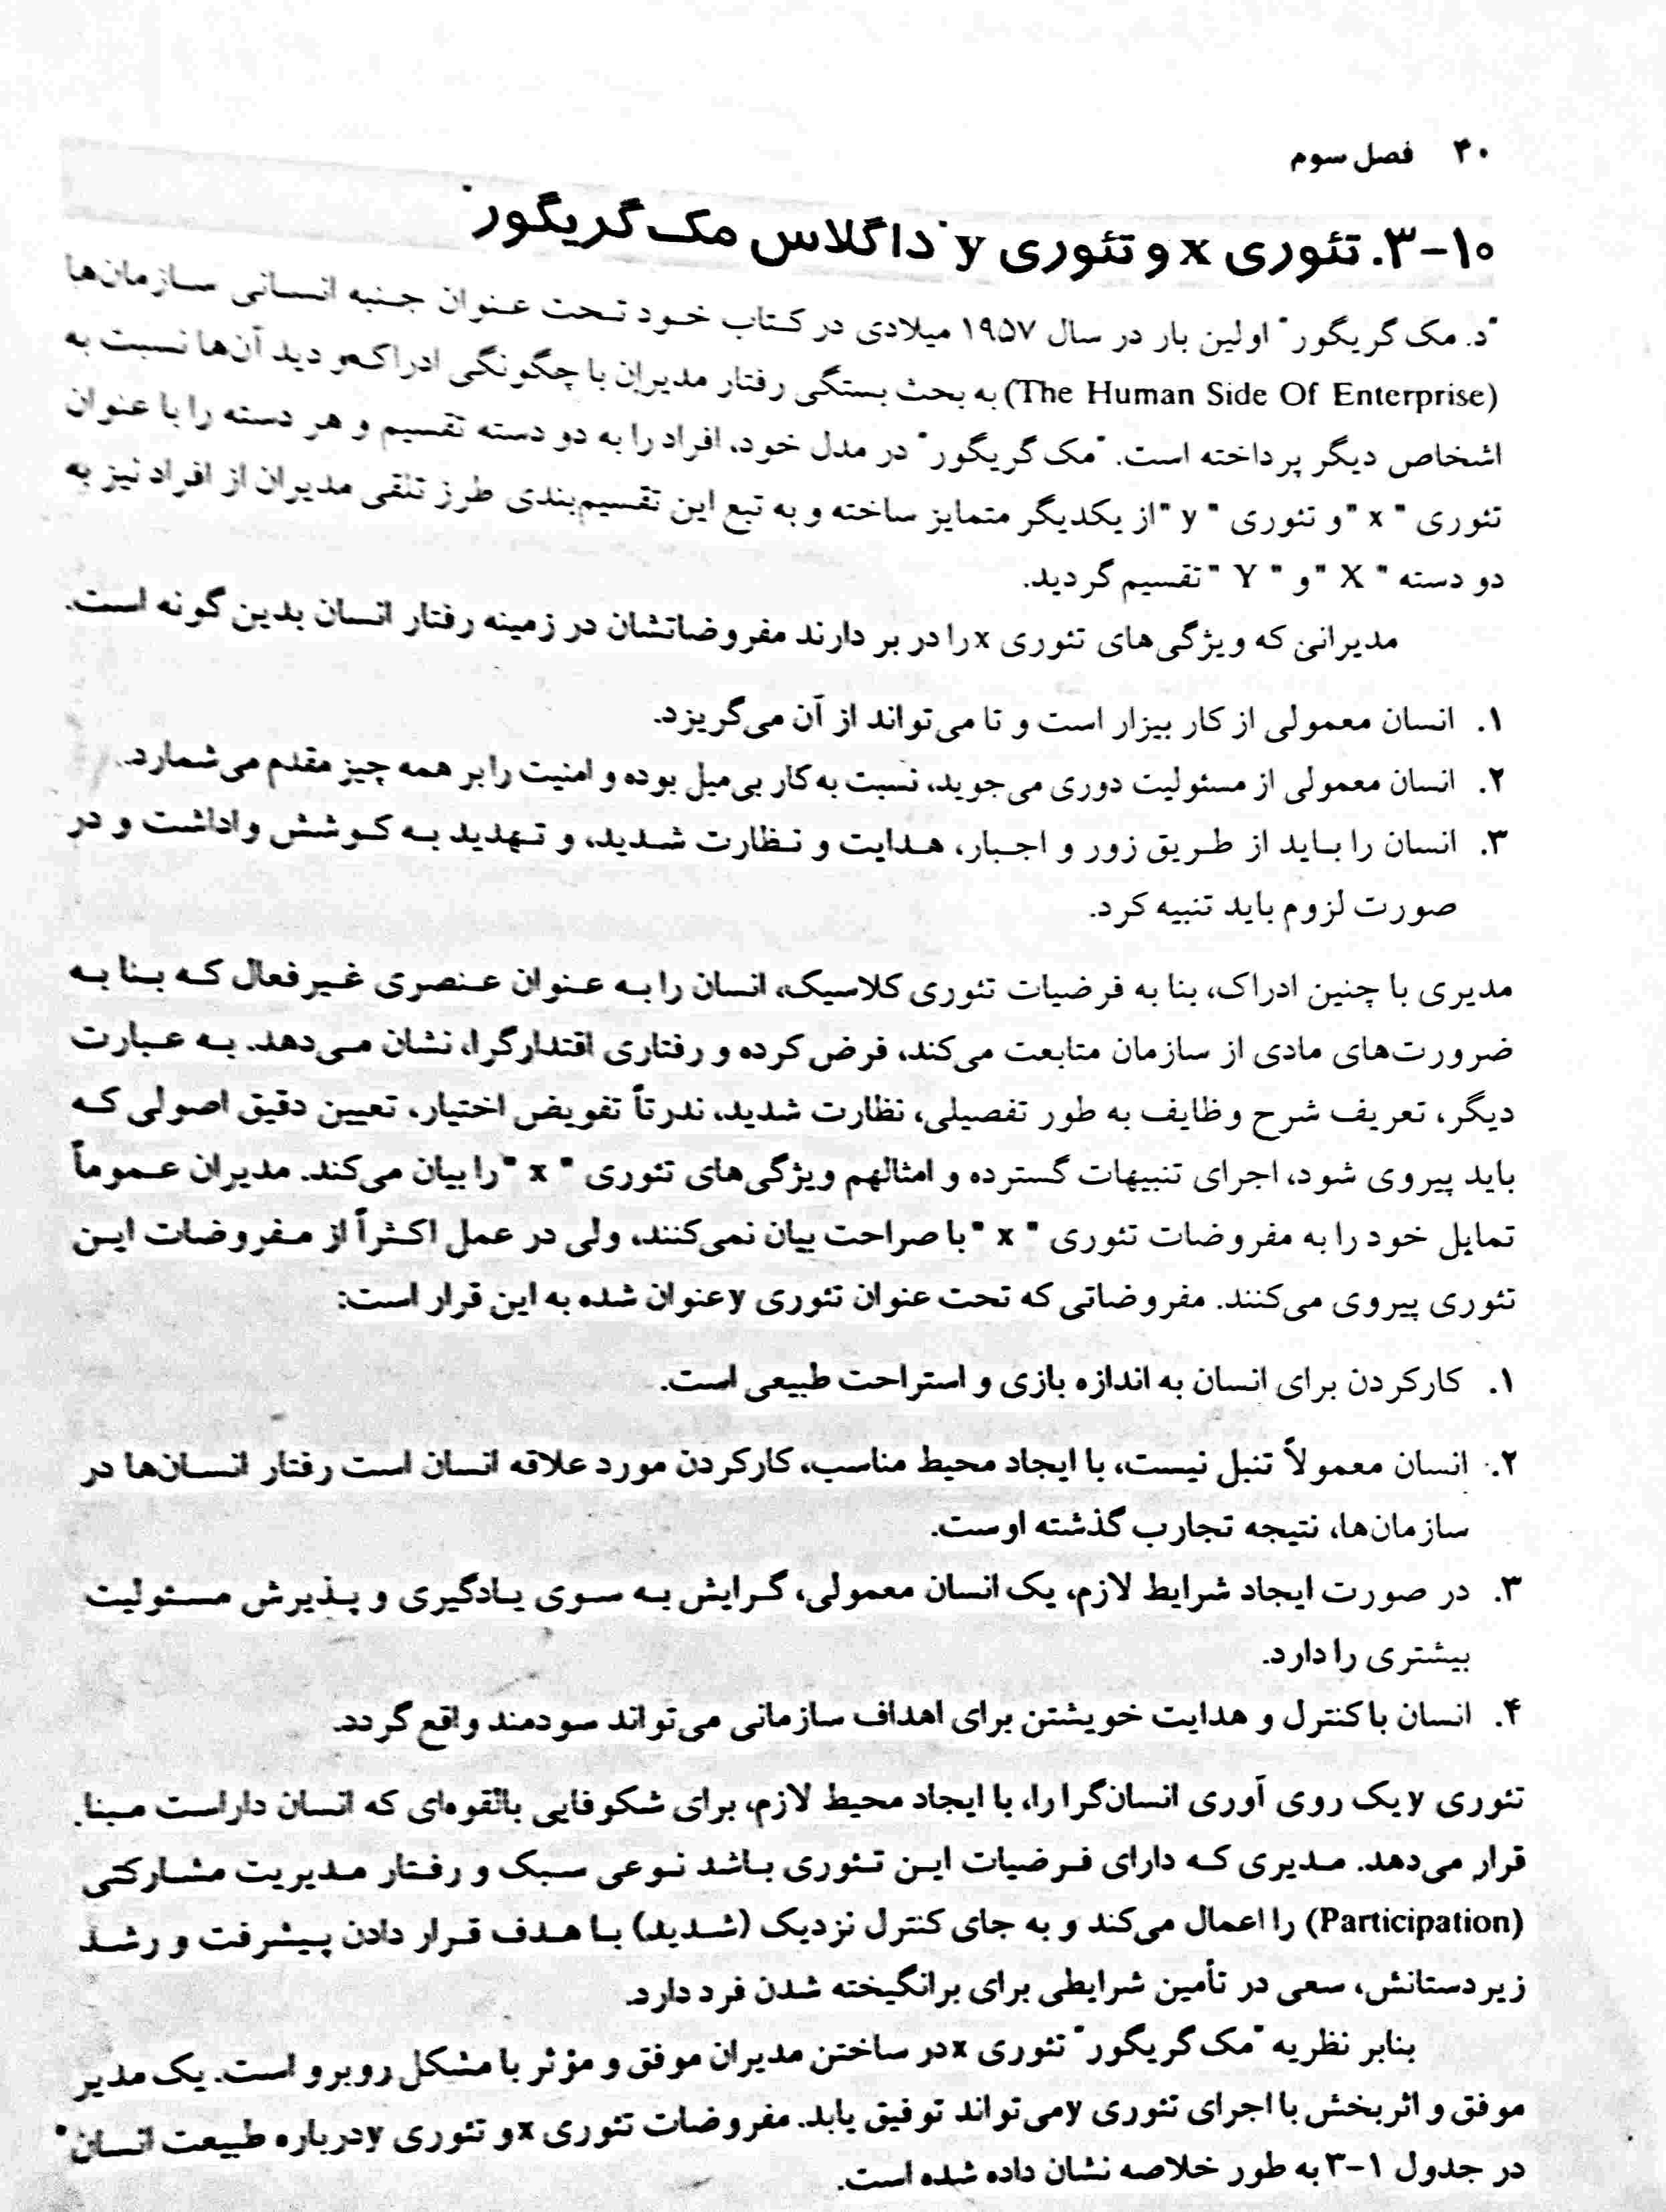 ۴۰ فصل سوم
۳-۱۰. تئوری x و تئوری y "داگلاس مک‌گریگور"
"د. مک گریگور" اولین بار در سال ۱۹۵۷ میلادی در کتاب خود تحت عنوان جنبه انسانی سازمان‌ها
(The Human Side Of Enterprise) به بحث بستگی رفتار مدیران با چگونگی ادراک و دید آن‌ها نسبت به
اشخاص دیگر پرداخته است. "مک گریگور" در مدل خود، افراد را به دو دسته تقسیم و هر دسته را با عنوان
تئوری " x " و تئوری " y " از یکدیگر متمایز ساخته و به تبع این تقسیم‌بندی طرز تلقی مدیران از افراد نیز به
دو دسته " X " و " Y " تقسیم گردید.
مدیرانی که ویژگی‌های تئوری x را در بر دارند مفروضاتشان در زمینه رفتار انسان بدین گونه است.
۱. انسان معمولی از کار بیزار است و تا می‌تواند از آن می‌گریزد.
۲. انسان معمولی از مسئولیت دوری می‌جوید، نسبت به کار بی‌میل بوده و امنیت را بر همه چیز مقدم می‌شمارد.
۳. انسان را باید از طریق زور و اجبار، هدایت و نظارت شدید، و تهدید به کوشش واداشت و در
صورت لزوم باید تنبیه کرد.
مدیری با چنین ادراک، بنا به فرضیات تئوری کلاسیک، انسان را به عنوان عنصری غیرفعال که بنا به
ضرورت‌های مادی از سازمان متابعت می‌کند، فرض کرده و رفتاری اقتدارگرا، نشان می‌دهد. به عبارت
دیگر، تعریف شرح وظایف به طور تفصیلی، نظارت شدید، ندرتاً تفویض اختیار، تعیین دقیق اصولی که
باید پیروی شود، اجرای تنبیهات گسترده و امثالهم ویژگی‌های تئوری " x " را بیان می‌کند. مدیران عموماً
تمایل خود را به مفروضات تئوری " x " با صراحت بیان نمی‌کنند، ولی در عمل اکثراً از مفروضات این
تئوری پیروی می‌کنند. مفروضاتی که تحت عنوان تئوری y عنوان شده به این قرار است:
۱. کارکردن برای انسان به اندازه بازی و استراحت طبیعی است.
۲. انسان معمولاً تنبل نیست، با ایجاد محیط مناسب، کارکردن مورد علاقه انسان است رفتار انسان‌ها در
سازمان‌ها، نتیجه تجارب گذشته اوست.
۳. در صورت ایجاد شرایط لازم، یک انسان معمولی، گرایش به سوی یادگیری و پذیرش مسئولیت
بیشتری را دارد.
۴. انسان با کنترل و هدایت خویشتن برای اهداف سازمانی می‌تواند سودمند واقع گردد.
تئوری y یک روی آوری انسان‌گرا را، با ایجاد محیط لازم، برای شکوفایی بالقوه‌ای که انسان داراست مبنا
قرار می‌دهد. مدیری که دارای فرضیات این تئوری باشد نوعی سبک و رفتار مدیریت مشارکتی
(Participation) را اعمال می‌کند و به جای کنترل نزدیک (شدید) با هدف قرار دادن پیشرفت و رشد
زیردستانش، سعی در تأمین شرایطی برای برانگیخته شدن فرد دارد.
بنابر نظریه "مک گریگور" تئوری x در ساختن مدیران موفق و مؤثر با مشکل روبرو است. یک مدیر
موفق و اثربخش با اجرای تئوری y می‌تواند توفیق یابد. مفروضات تئوری x و تئوری y درباره طبیعت انسان"
در جدول ۱-۳ به طور خلاصه نشان داده شده است.